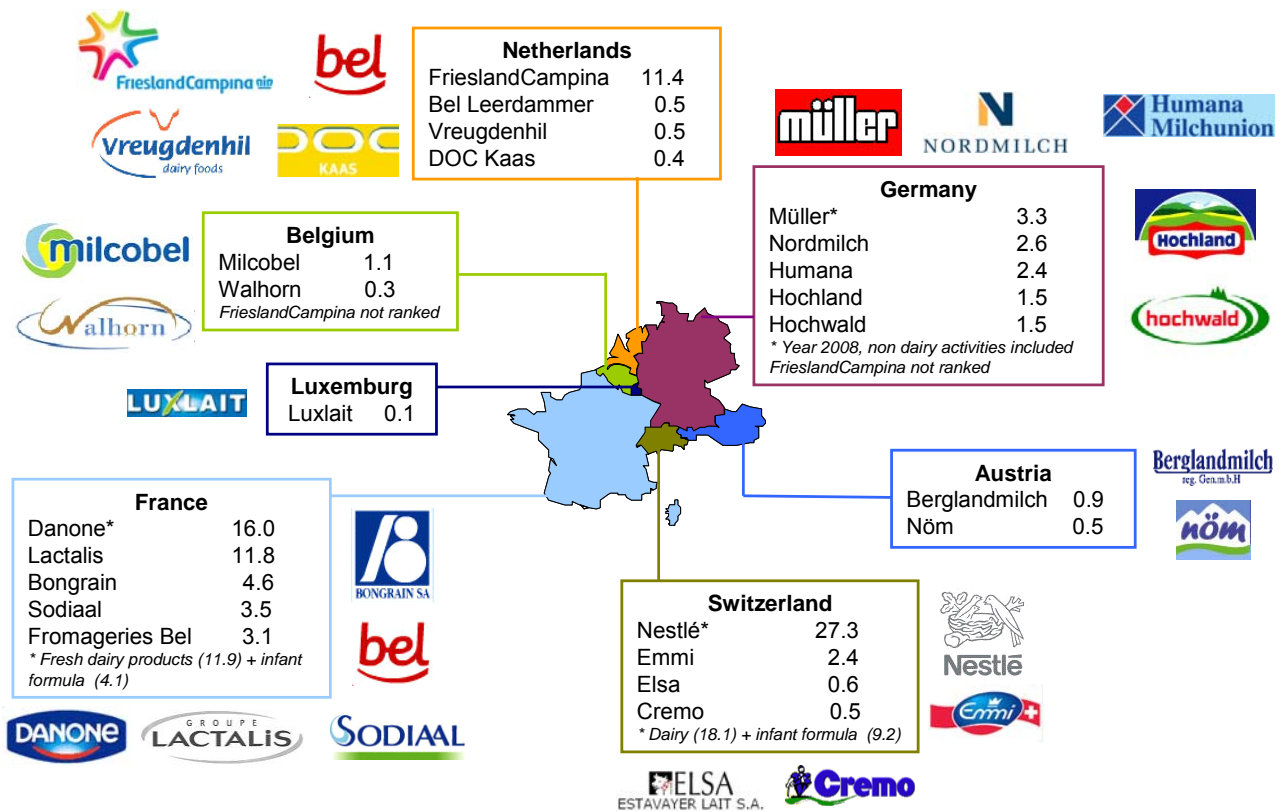 FrieslandCampina
bel
Vreugdenhil
dairy foods
DOC
KAAS
Netherlands
FrieslandCampina 11.4
Bel Leerdammer 0.5
Vreugdenhil 0.5
DOC Kaas 0.4
müller
NORDMILCH
Humana
Milchunion
Germany
Müller* 3.3
Nordmilch 2.6
Humana 2.4
Hochland 1.5
Hochwald 1.5
* Year 2008, non dairy activities included
FrieslandCampina not ranked
Hochland
hochwald
milcobel
Walhorn
Belgium
Milcobel 1.1
Walhorn 0.3
FrieslandCampina not ranked
LUXLAIT
Luxemburg
Luxlait 0.1
France
Danone* 16.0
Lactalis 11.8
Bongrain 4.6
Sodiaal 3.5
Fromageries Bel 3.1
* Fresh dairy products (11.9) + infant
formula (4.1)
BONGRAIN SA
bel
DANONE
GROUPE
LACTALIS
SODIAAL
Austria
Berglandmilch 0.9
Nöm 0.5
Berglandmilch
reg. Gen.m.b.H
nöm
Switzerland
Nestlé* 27.3
Emmi 2.4
Elsa 0.6
Cremo 0.5
* Dairy (18.1) + infant formula (9.2)
Nestlé
Emmi
ELSA
ESTAVAYER LAIT S.A.
Cremo